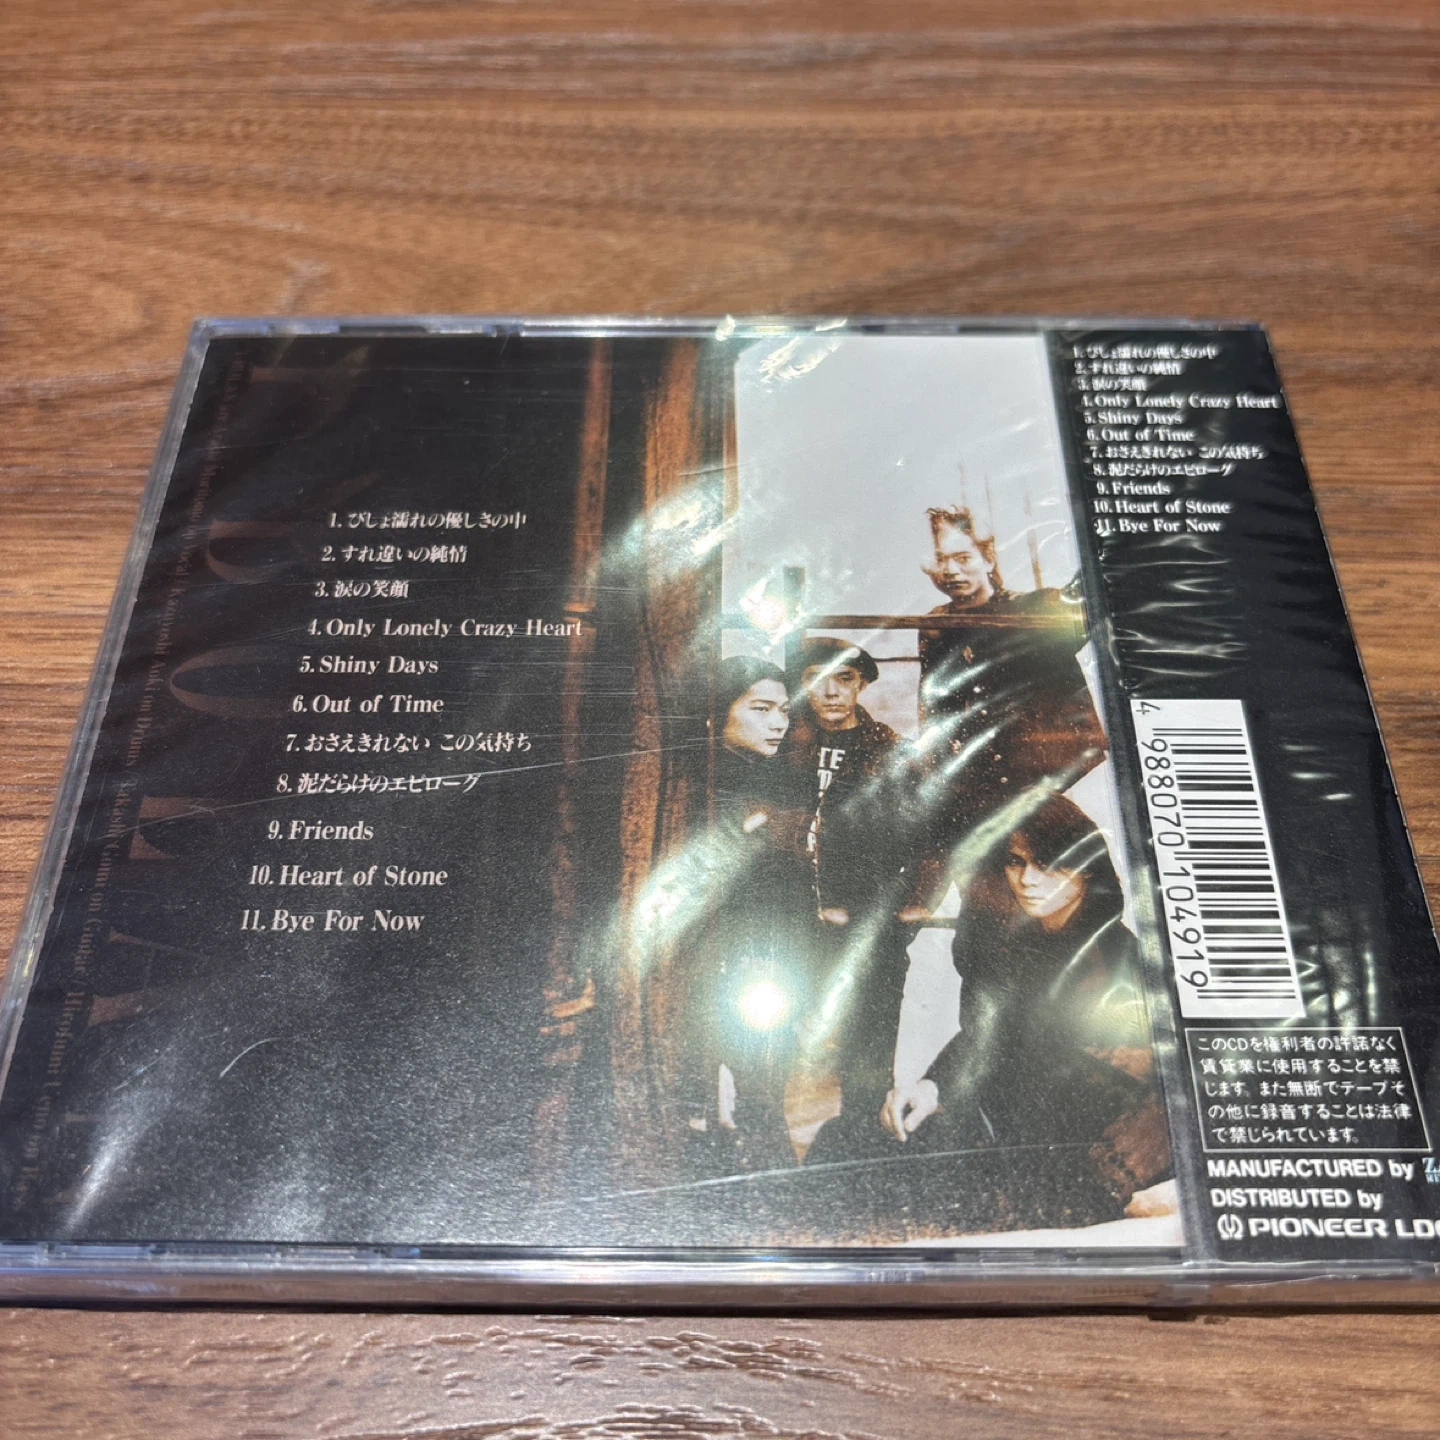 1. びしょ濡れの優しさの中
2. すれ違いの純情
3. 涙の笑顔
4. Only Lonely Crazy Heart
5. Shiny Days
6. Out of Time
7. おさえきれない この気持ち
8. 泥だらけのエピローグ
9. Friends
10. Heart of Stone
11. Bye For Now
1. びしょ濡れの優しさの中
2. すれ違いの純情
3. 涙の笑顔
4. Only Lonely Crazy Heart
5. Shiny Days
6. Out of Time
7. おさえきれない この気持ち
8. 泥だらけのエピローグ
9. Friends
10. Heart of Stone
11. Bye For Now
4 988070 104919
このCDを権利者の許諾なく
賃貸業に使用することを禁
じます。また無断でテープそ
の他に録音することは法律
で禁じられています。
MANUFACTURED by
DISTRIBUTED by
PIONEER